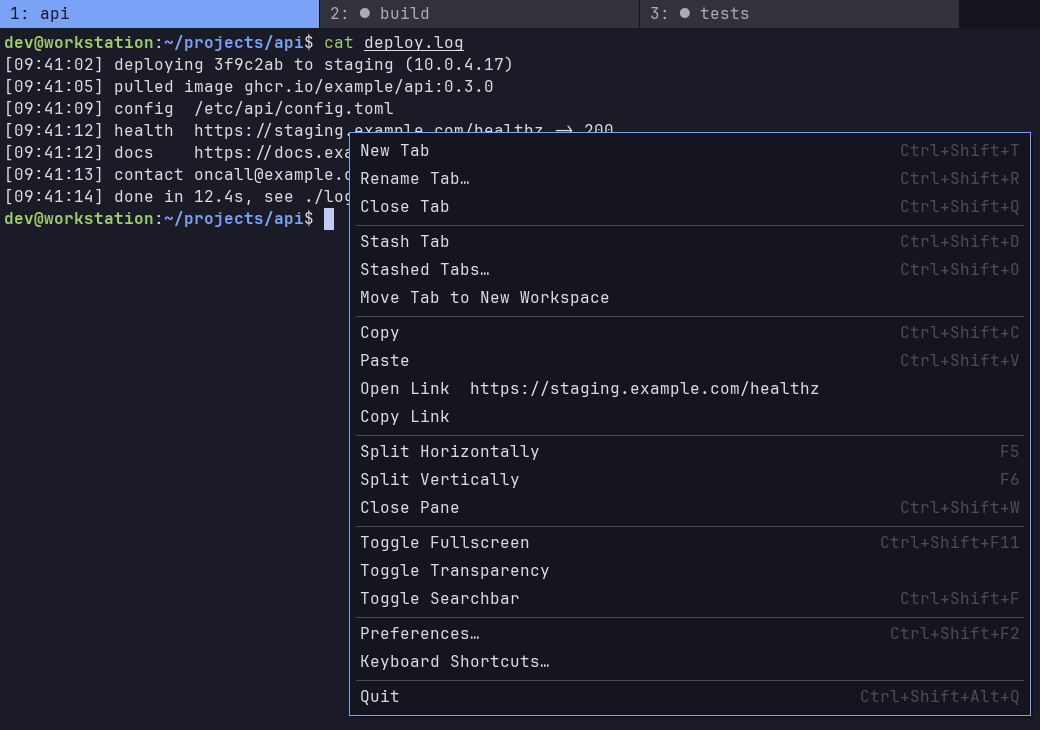 1: api
2: ● build
3: ● tests
dev@workstation:~/projects/api$ cat deploy.log
[09:41:02] deploying 3f9c2ab to staging (10.0.4.17)
[09:41:05] pulled image ghcr.io/example/api:0.3.0
[09:41:09] config  /etc/api/config.toml
[09:41:12] health  https://staging.example.com/healthz → 200
[09:41:12] docs    https://docs.exa
[09:41:13] contact oncall@example.c
[09:41:14] done in 12.4s, see ./log
dev@workstation:~/projects/api$
New Tab Ctrl+Shift+T
Rename Tab… Ctrl+Shift+R
Close Tab Ctrl+Shift+Q
Stash Tab Ctrl+Shift+D
Stashed Tabs… Ctrl+Shift+O
Move Tab to New Workspace
Copy Ctrl+Shift+C
Paste Ctrl+Shift+V
Open Link  https://staging.example.com/healthz
Copy Link
Split Horizontally F5
Split Vertically F6
Close Pane Ctrl+Shift+W
Toggle Fullscreen Ctrl+Shift+F11
Toggle Transparency
Toggle Searchbar Ctrl+Shift+F
Preferences… Ctrl+Shift+F2
Keyboard Shortcuts…
Quit Ctrl+Shift+Alt+Q